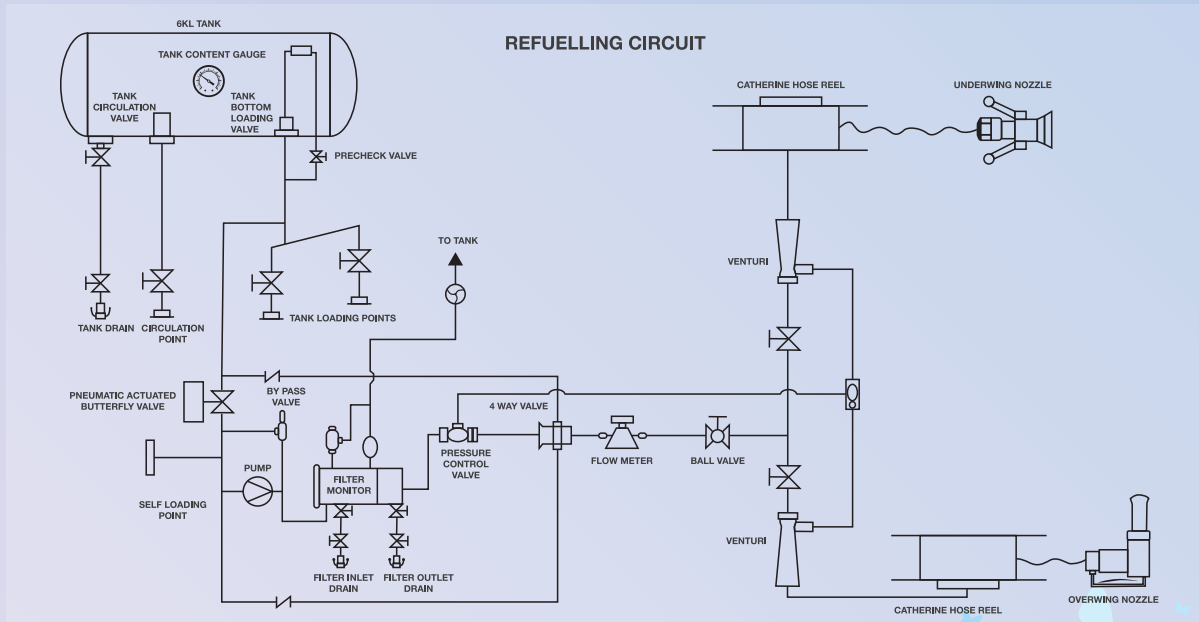 6KL TANK
REFUELLING CIRCUIT
TANK CONTENT GAUGE
TANK
CIRCULATION
VALVE
TANK
BOTTOM
LOADING
VALVE
PRECHECK VALVE
CATHERINE HOSE REEL
UNDERWING NOZZLE
TO TANK
VENTURI
TANK DRAIN
CIRCULATION
POINT
TANK LOADING POINTS
PNEUMATIC ACTUATED
BUTTERFLY VALVE
BY PASS
VALVE
4 WAY VALVE
PRESSURE
CONTROL
VALVE
FLOW METER
BALL VALVE
SELF LOADING
POINT
PUMP
FILTER
MONITOR
FILTER INLET
DRAIN
FILTER OUTLET
DRAIN
VENTURI
CATHERINE HOSE REEL
OVERWING NOZZLE